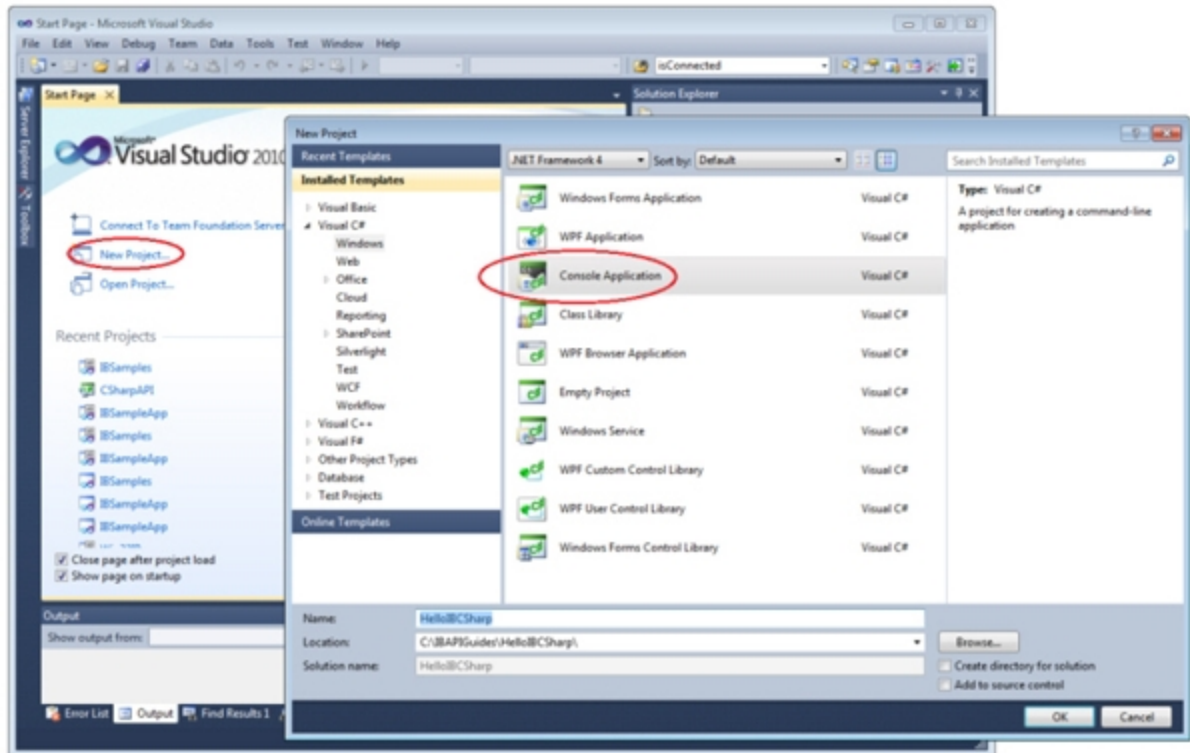 Start Page - Microsoft Visual Studio
File Edit View Debug Team Data Tools Test Window Help
isConnected
Server Explorer
Toolbox
Start Page
Solution Explorer
Microsoft
Visual Studio 2010
Connect To Team Foundation Server
New Project...
Open Project...
Recent Projects
IBSamples
CSharpAPI
IBSampleApp
IBSamples
IBSampleApp
IBSamples
IBSampleApp
IBSampleApp
Close page after project load
Show page on startup
Output
Show output from:
Error List Output Find Results 1
New Project
Recent Templates
Installed Templates
Visual Basic
Visual C#
Windows
Web
Office
Cloud
Reporting
SharePoint
Silverlight
Test
WCF
Workflow
Visual C++
Visual F#
Other Project Types
Database
Test Projects
Online Templates
.NET Framework 4 Sort by: Default
Windows Forms Application Visual C#
WPF Application Visual C#
Console Application Visual C#
Class Library Visual C#
WPF Browser Application Visual C#
Empty Project Visual C#
Windows Service Visual C#
WPF Custom Control Library Visual C#
WPF User Control Library Visual C#
Windows Forms Control Library Visual C#
Search Installed Templates
Type: Visual C#
A project for creating a command-line
application
Name: HelloIBCSharp
Location: C:\IBAPIGuides\HelloIBCSharp\
Browse...
Solution name: HelloIBCSharp
Create directory for solution
Add to source control
OK Cancel